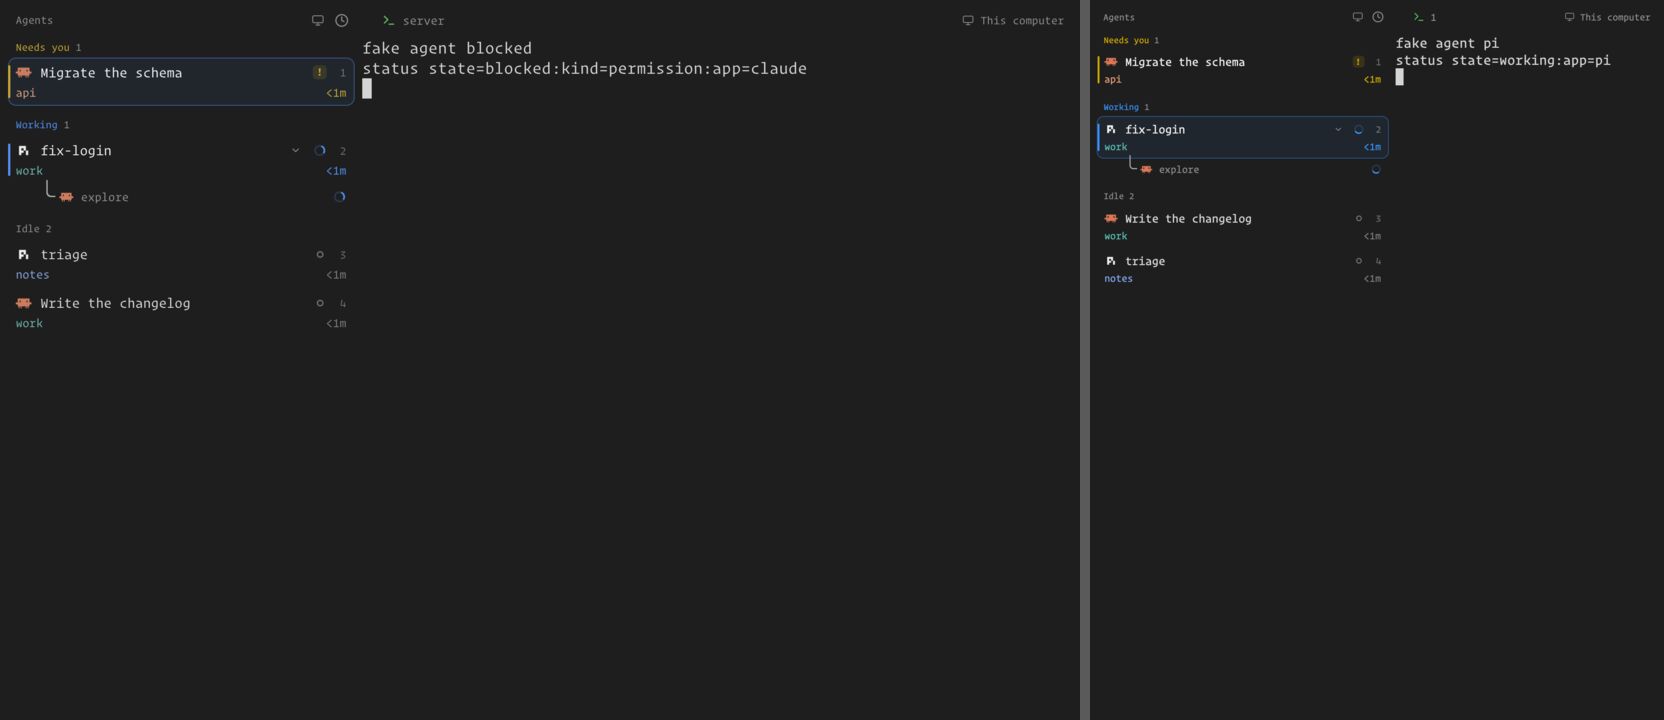 Agents
server
This computer
Needs you 1
Migrate the schema ! 1
api <1m
Working 1
fix-login 2
work <1m
explore
Idle 2
triage 3
notes <1m
Write the changelog 4
work <1m
fake agent blocked
status state=blocked:kind=permission:app=claude
Agents
1
This computer
Needs you 1
Migrate the schema ! 1
api <1m
Working 1
fix-login 2
work <1m
explore
Idle 2
Write the changelog 3
work <1m
triage 4
notes <1m
fake agent pi
status state=working:app=pi